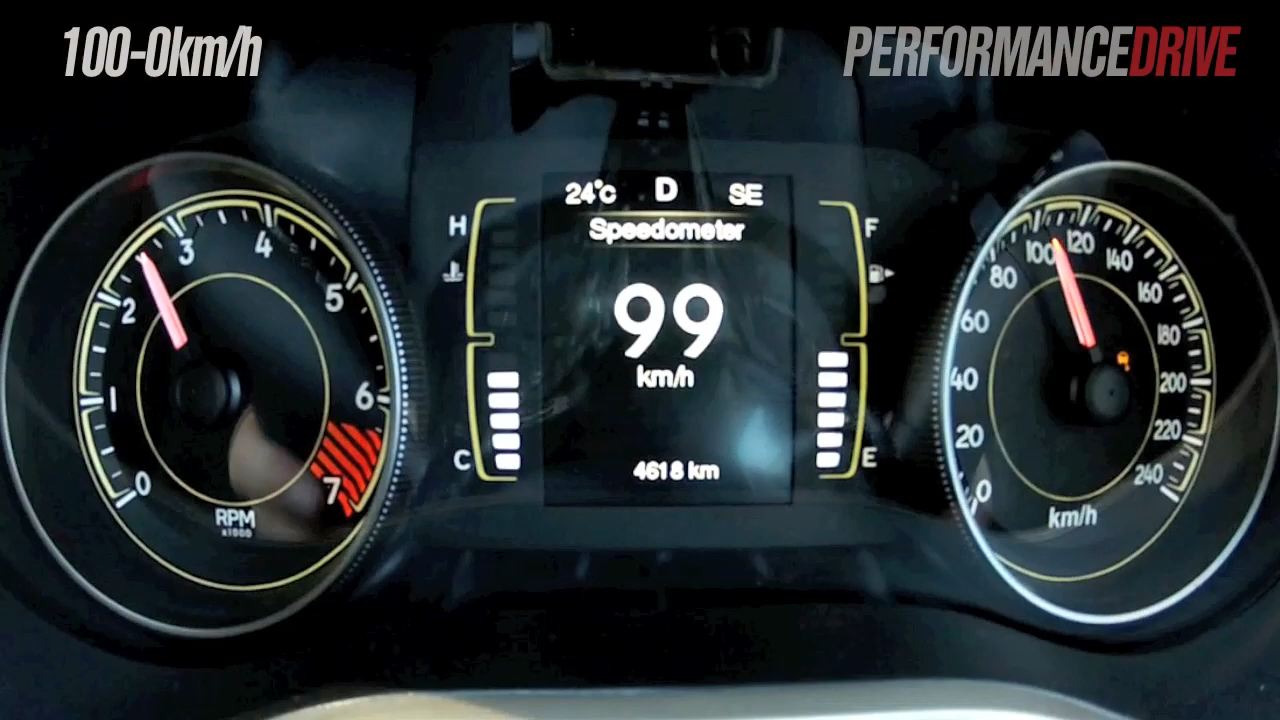 100-0km/h
PERFORMANCEDRIVE
24°C D SE
Speedometer
99
km/h
4618 km
H
C
F
E
0
1
2
3
4
5
6
7
RPM
x1000
0
20
40
60
80
100
120
140
160
180
200
220
240
km/h